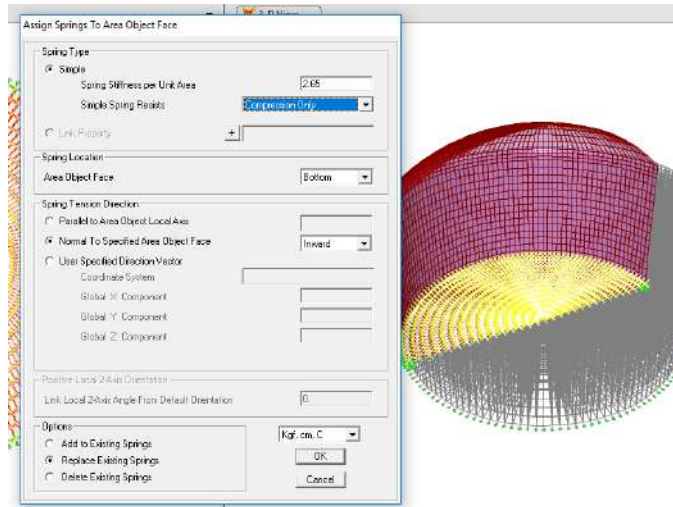 3-D View
Assign Springs To Area Object Face
Spring Type
Simple
Spring Stiffness per Unit Area 2.65
Simple Spring Resists Compression Only
Link Property +
Spring Location
Area Object Face Bottom
Spring Tension Direction
Parallel to Area Object Local Axis
Normal To Specified Area Object Face Inward
User Specified Direction Vector
Coordinate System
Global X Component
Global Y Component
Global Z Component
Positive Local 2-Axis Orientation
Link Local 2-Axis Angle From Default Orientation 0.
Options
Add to Existing Springs
Replace Existing Springs
Delete Existing Springs
Kgf, cm, C
OK
Cancel